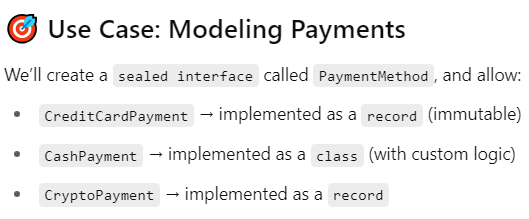 🎯 Use Case: Modeling Payments
We’ll create a sealed interface called PaymentMethod, and allow:
• CreditCardPayment → implemented as a record (immutable)
• CashPayment → implemented as a class (with custom logic)
• CryptoPayment → implemented as a record